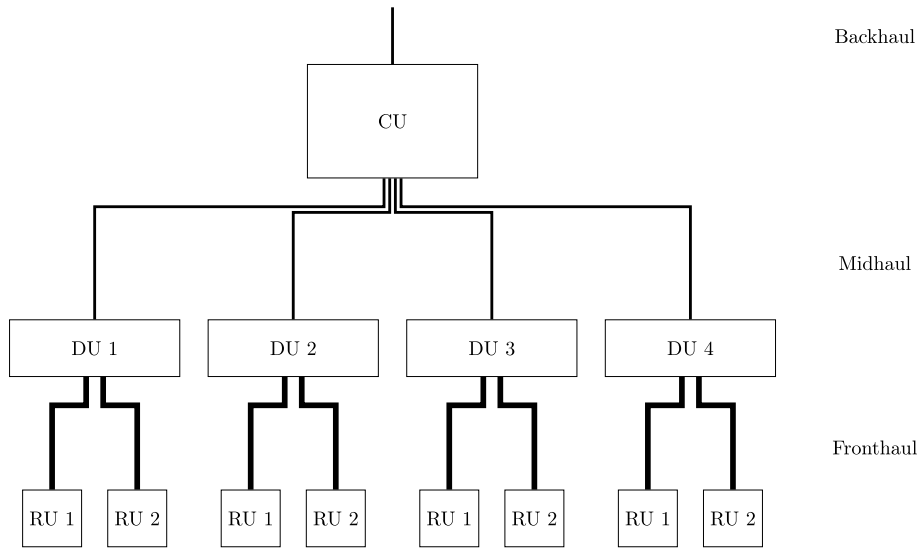 Backhaul
CU
Midhaul
DU 1
DU 2
DU 3
DU 4
Fronthaul
RU 1
RU 2
RU 1
RU 2
RU 1
RU 2
RU 1
RU 2